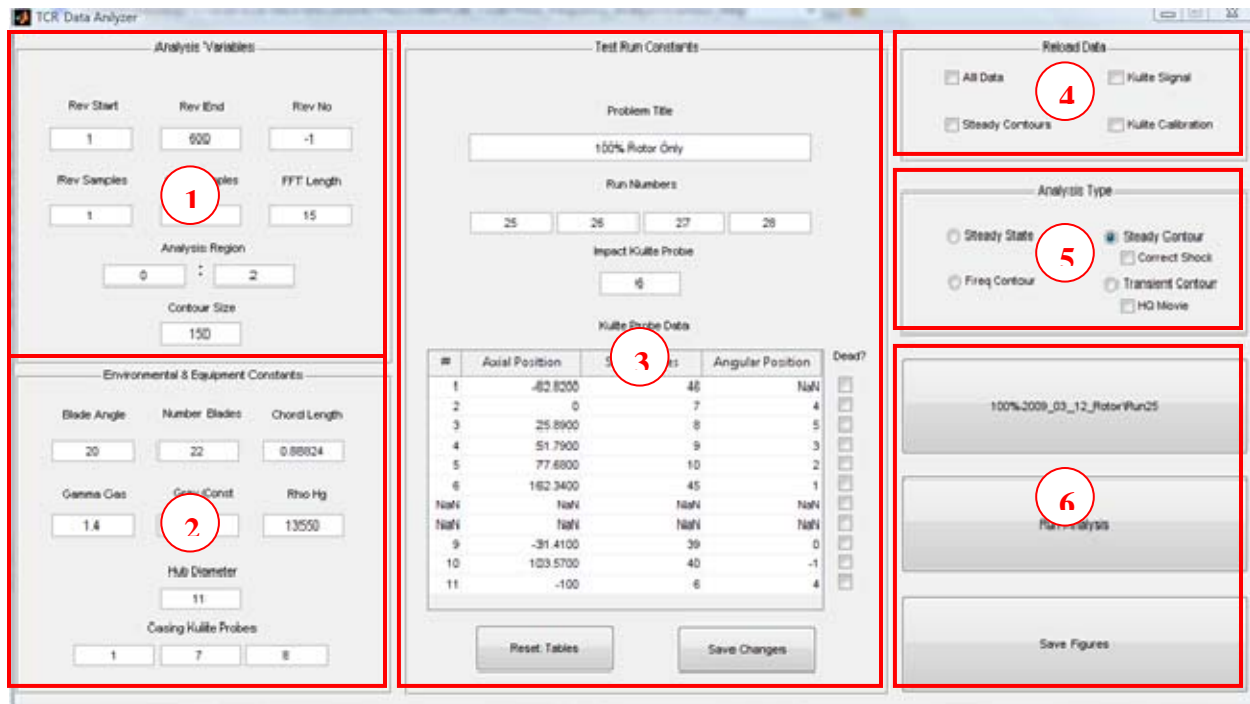 TCR Data Anlyzer
Analysis Variables
Rev Start Rev End Rev No
1 600 -1
Rev Samples FFT Length
1 15
1
Analysis Region
0 : 2
Contour Size
150
Environmental & Equipment Constants
Blade Angle Number Blades Chord Length
20 22 0.88824
Gamma Gas Const Rho Hg
1.4 13550
2
Hub Diameter
11
Casing Kulite Probes
1 7 8
Test Run Constants
Problem Title
100% Rotor Only
Run Numbers
25 26 27 28
Impact Kulite Probe
6
Kulite Probe Data
3
# Axial Position Angular Position Dead?
1 -62.8200 46 NaN
2 0 7 4
3 25.8900 8 5
4 51.7900 9 3
5 77.6800 10 2
6 162.3400 45 1
NaN NaN NaN NaN
NaN NaN NaN NaN
9 -31.4100 39 0
10 103.5700 40 -1
11 -100 6 4
Reset Tables Save Changes
Reload Data
All Data Kulite Signal
4
Steady Contours Kulite Calibration
Analysis Type
Steady State Steady Contour
5
Correct Shock
Freq Contour Transient Contour
HQ Movie
100%\2009_03_12_Rotor\Run25
6
Run Analysis
Save Figures